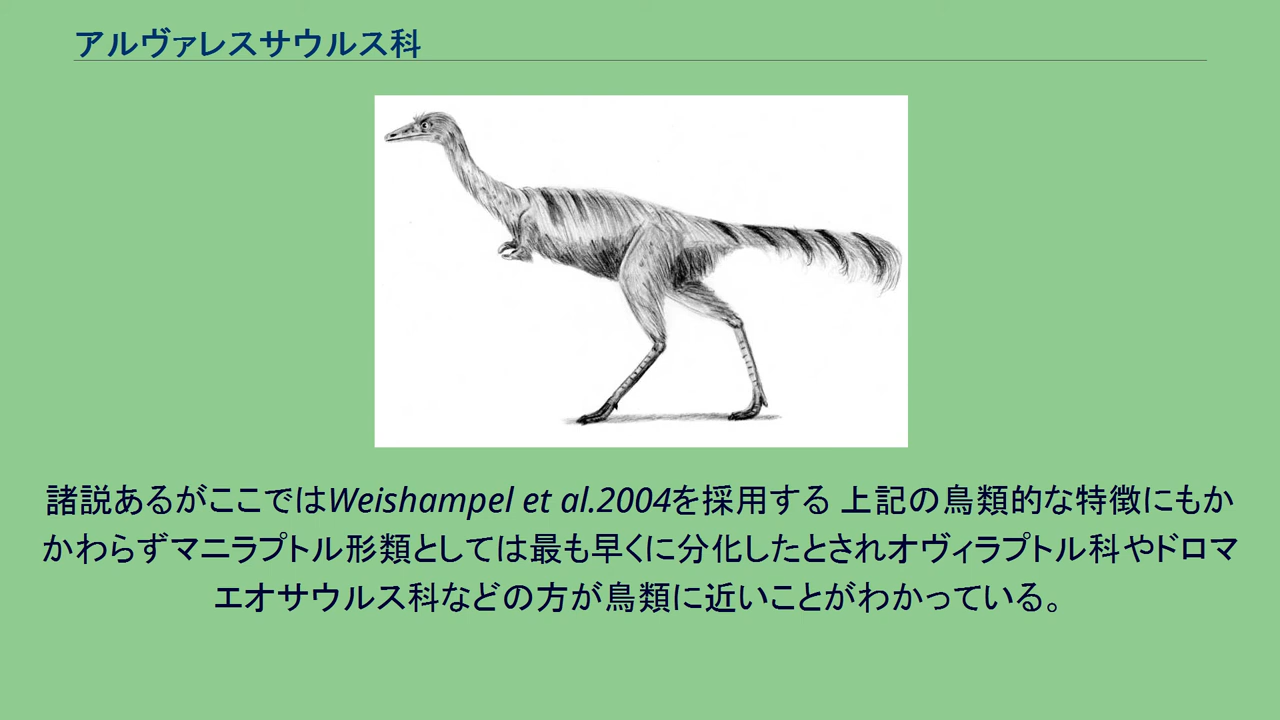 アルヴァレスサウルス科
諸説あるがここではWeishampel et al.2004を採用する 上記の鳥類的な特徴にもか
かわらずマニラプトル形類としては最も早くに分化したとされオヴィラプトル科やドロマ
エオサウルス科などの方が鳥類に近いことがわかっている。